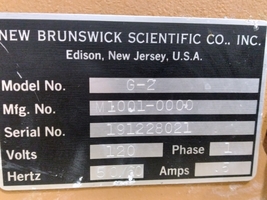 NEW BRUNSWICK SCIENTIFIC CO., INC.
Edison, New Jersey, U.S.A.
Model No. G-2
Mfg. No. M1001-0000
Serial No. 191228021
Volts 120 Phase 1
Hertz Amps